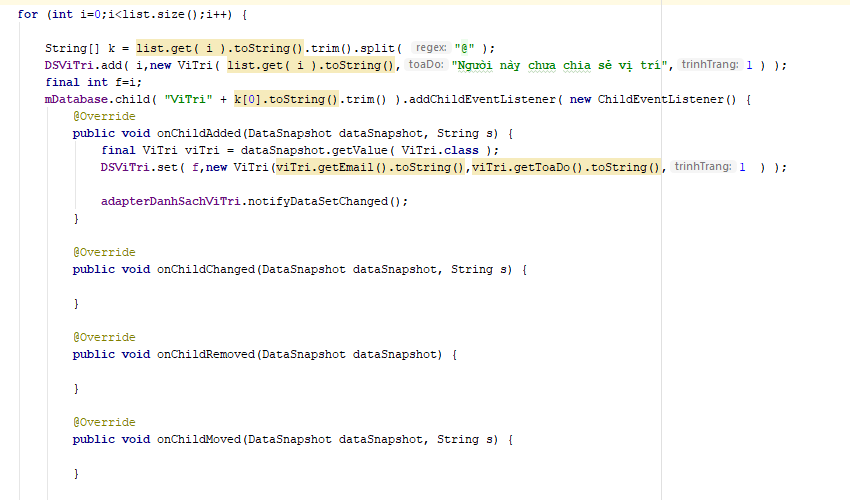 for (int i=0;i<list.size();i++) {
String[] k = list.get( i ).toString().trim().split( regex: "@" );
DSViTri.add( i,new ViTri( list.get( i ).toString(), toaDo: "Người này chưa chia sẽ vị trí", trinhTrang: 1 ) );
final int f=i;
mDatabase.child( "ViTri" + k[0].toString().trim() ).addChildEventListener( new ChildEventListener() {
@Override
public void onChildAdded(DataSnapshot dataSnapshot, String s) {
final ViTri viTri = dataSnapshot.getValue( ViTri.class );
DSViTri.set( f,new ViTri(viTri.getEmail().toString(),viTri.getToaDo().toString(), trinhTrang: 1 ) );
adapterDanhSachViTri.notifyDataSetChanged();
}
@Override
public void onChildChanged(DataSnapshot dataSnapshot, String s) {
}
@Override
public void onChildRemoved(DataSnapshot dataSnapshot) {
}
@Override
public void onChildMoved(DataSnapshot dataSnapshot, String s) {
}